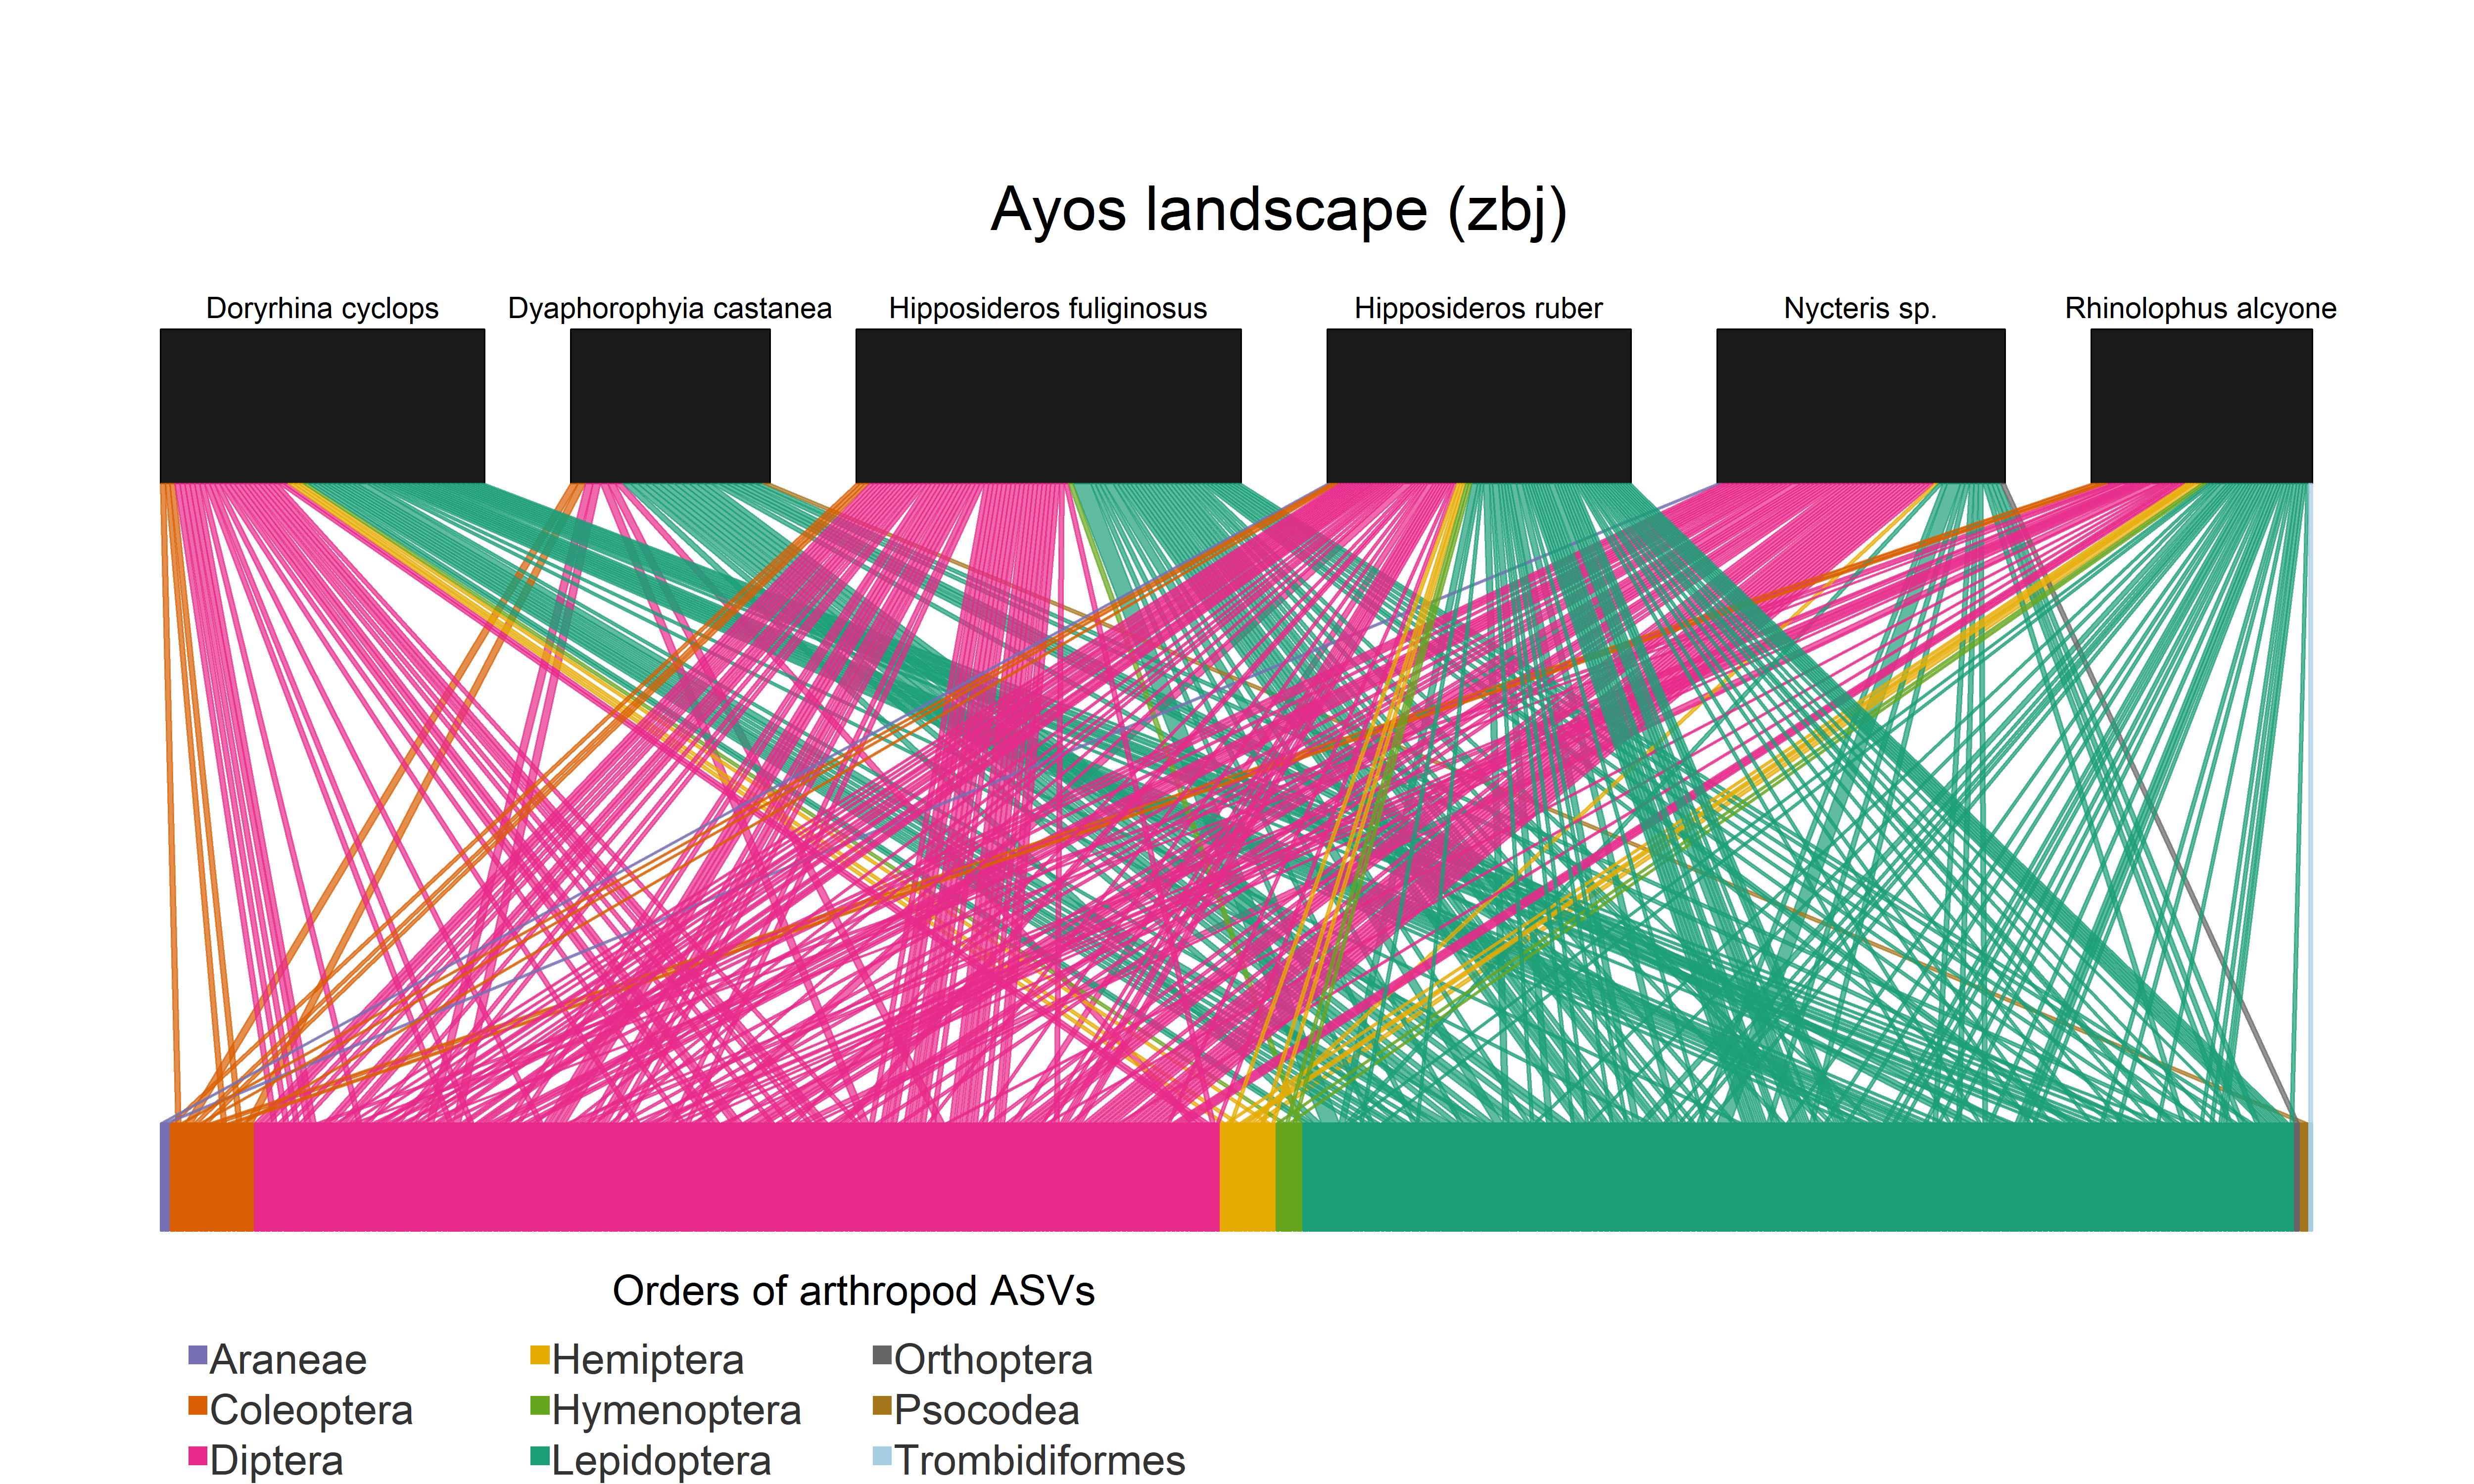 Ayos landscape (zbj)
Doryrhina cyclops Dyaphorophyia castanea Hipposideros fuliginosus Hipposideros ruber Nycteris sp. Rhinolophus alcyone
Orders of arthropod ASVs
Araneae Hemiptera Orthoptera
Coleoptera Hymenoptera Psocodea
Diptera Lepidoptera Trombidiformes